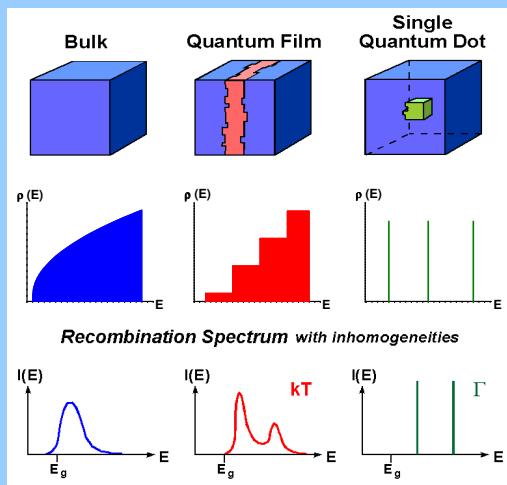 Bulk
Quantum Film
Single
Quantum Dot
ρ (E)
E
ρ(E)
E
ρ(E)
E
Recombination Spectrum with inhomogeneities
I(E)
E
Eg
I(E)
kT
E
Eg
I(E)
Γ
E
Eg